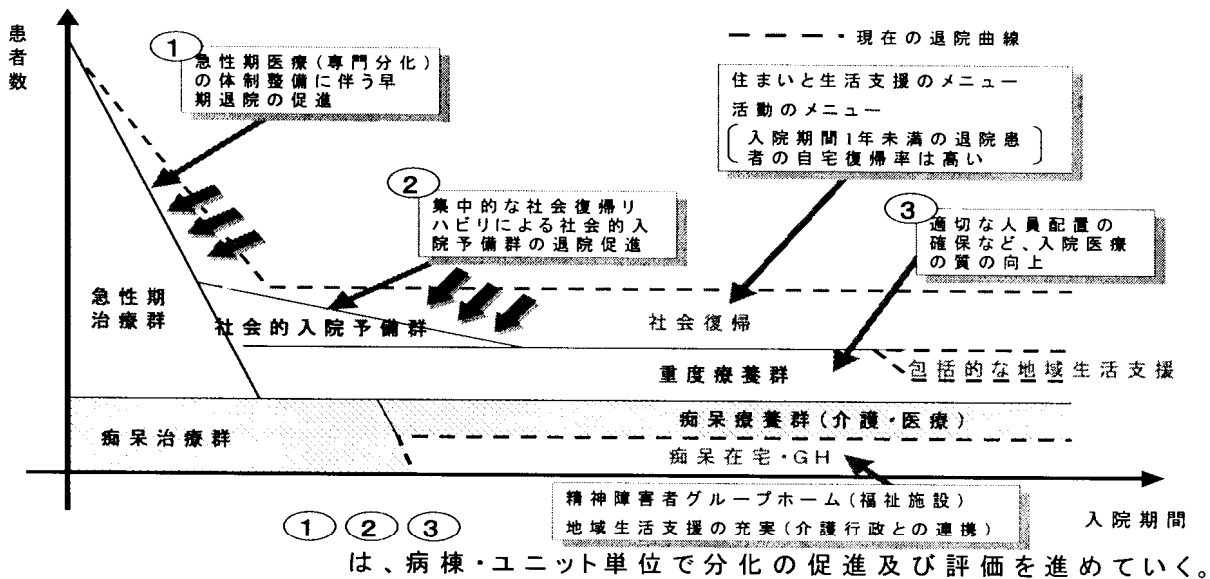 患者数
― ― ― ― 現在の退院曲線
①
急性期医療(専門分化)
の体制整備に伴う早
期退院の促進
住まいと生活支援のメニュー
活動のメニュー
入院期間1年未満の退院患
者の自宅復帰率は高い
②
集中的な社会復帰リ
ハビリによる社会的入
院予備群の退院促進
③
適切な人員配置の
確保など、入院医療
の質の向上
急性期
治療群
社会的入院予備群
社会復帰
重度療養群
包括的な地域生活支援
痴呆治療群
痴呆療養群(介護・医療)
痴呆在宅・GH
精神障害者グループホーム(福祉施設)
地域生活支援の充実(介護行政との連携)
入院期間
① ② ③
は、病棟・ユニット単位で分化の促進及び評価を進めていく。